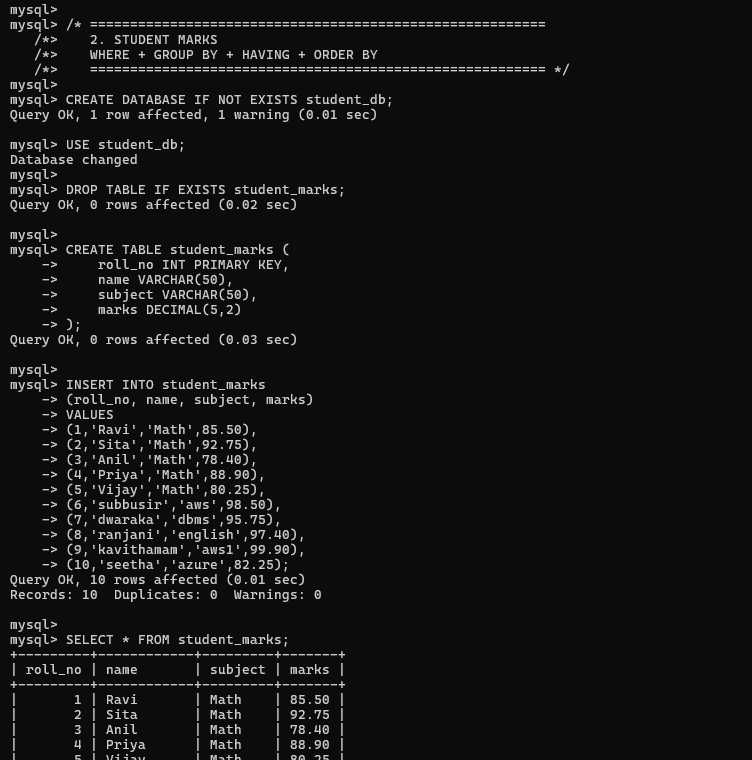 mysql>
mysql> /* =========================================================
   /*>    2. STUDENT MARKS
   /*>    WHERE + GROUP BY + HAVING + ORDER BY
   /*>    ========================================================= */
mysql>
mysql> CREATE DATABASE IF NOT EXISTS student_db;
Query OK, 1 row affected, 1 warning (0.01 sec)

mysql> USE student_db;
Database changed
mysql>
mysql> DROP TABLE IF EXISTS student_marks;
Query OK, 0 rows affected (0.02 sec)

mysql>
mysql> CREATE TABLE student_marks (
    ->     roll_no INT PRIMARY KEY,
    ->     name VARCHAR(50),
    ->     subject VARCHAR(50),
    ->     marks DECIMAL(5,2)
    -> );
Query OK, 0 rows affected (0.03 sec)

mysql>
mysql> INSERT INTO student_marks
    -> (roll_no, name, subject, marks)
    -> VALUES
    -> (1,'Ravi','Math',85.50),
    -> (2,'Sita','Math',92.75),
    -> (3,'Anil','Math',78.40),
    -> (4,'Priya','Math',88.90),
    -> (5,'Vijay','Math',80.25),
    -> (6,'subbusir','aws',98.50),
    -> (7,'dwaraka','dbms',95.75),
    -> (8,'ranjani','english',97.40),
    -> (9,'kavithamam','aws1',99.90),
    -> (10,'seetha','azure',82.25);
Query OK, 10 rows affected (0.01 sec)
Records: 10  Duplicates: 0  Warnings: 0

mysql>
mysql> SELECT * FROM student_marks;
+---------+------------+---------+-------+
| roll_no | name       | subject | marks |
+---------+------------+---------+-------+
|       1 | Ravi       | Math    | 85.50 |
|       2 | Sita       | Math    | 92.75 |
|       3 | Anil       | Math    | 78.40 |
|       4 | Priya      | Math    | 88.90 |
|       5 | Vijay      | Math    | 80.25 |